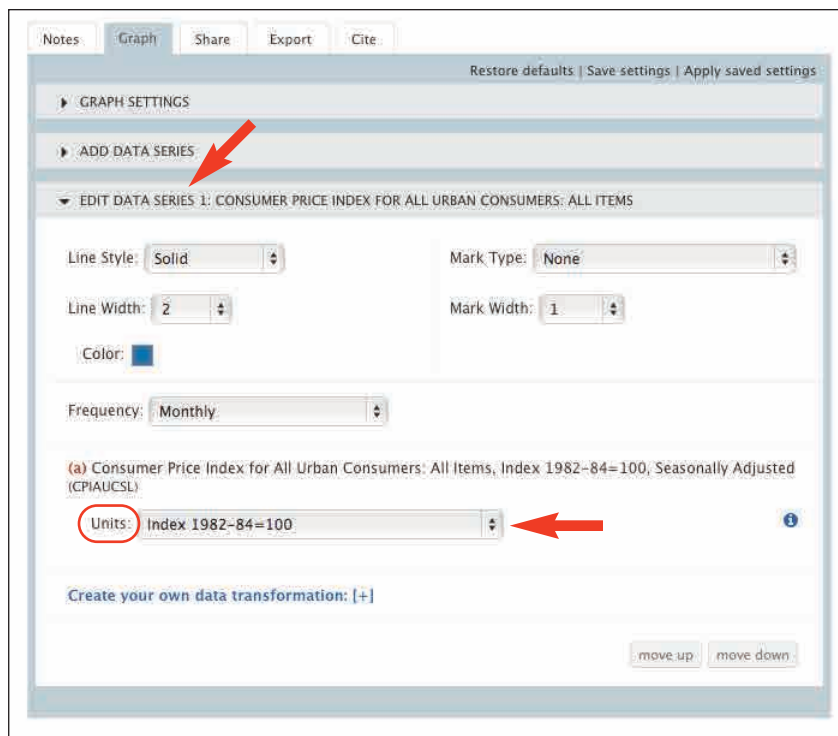 Notes Graph Share Export Cite
Restore defaults | Save settings | Apply saved settings
GRAPH SETTINGS
ADD DATA SERIES
EDIT DATA SERIES 1: CONSUMER PRICE INDEX FOR ALL URBAN CONSUMERS: ALL ITEMS
Line Style: Solid Mark Type: None
Line Width: 2 Mark Width: 1
Color:
Frequency: Monthly
(a) Consumer Price Index for All Urban Consumers: All Items, Index 1982-84=100, Seasonally Adjusted
(CPIAUCSL)
Units: Index 1982-84=100
Create your own data transformation: [+]
move up move down